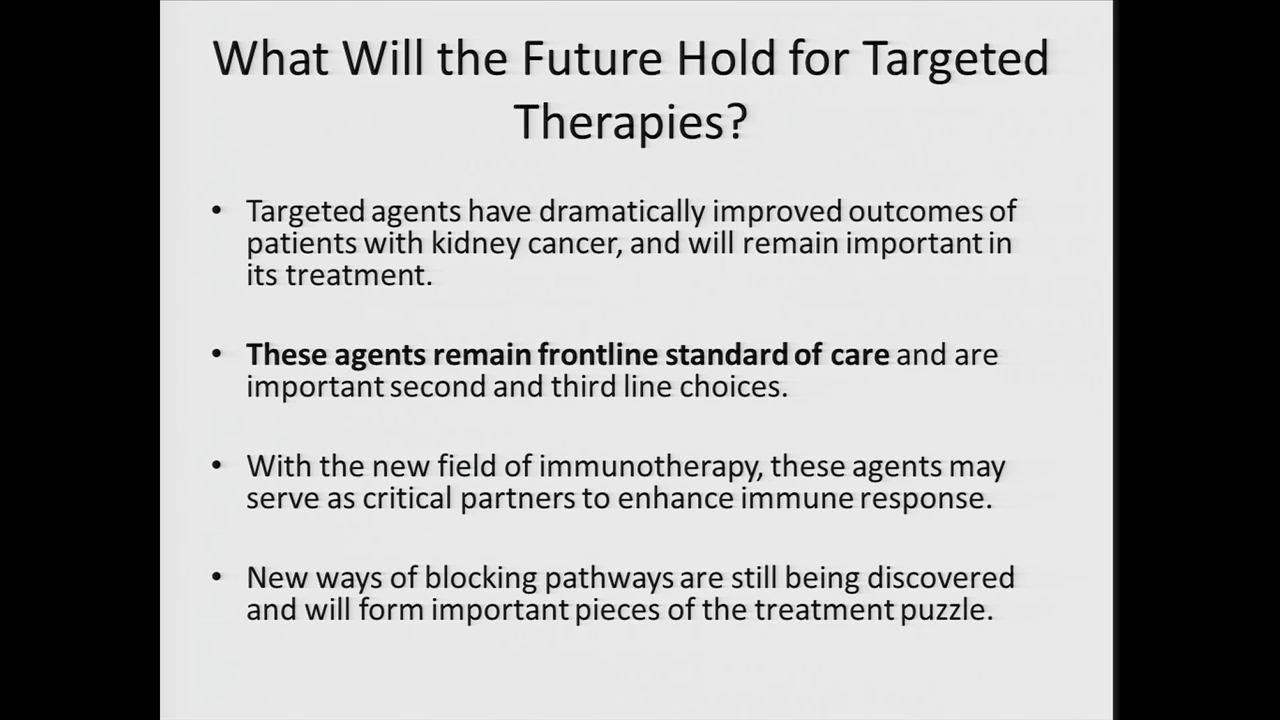 What Will the Future Hold for Targeted
Therapies?
• Targeted agents have dramatically improved outcomes of
patients with kidney cancer, and will remain important in
its treatment.
• These agents remain frontline standard of care and are
important second and third line choices.
• With the new field of immunotherapy, these agents may
serve as critical partners to enhance immune response.
• New ways of blocking pathways are still being discovered
and will form important pieces of the treatment puzzle.